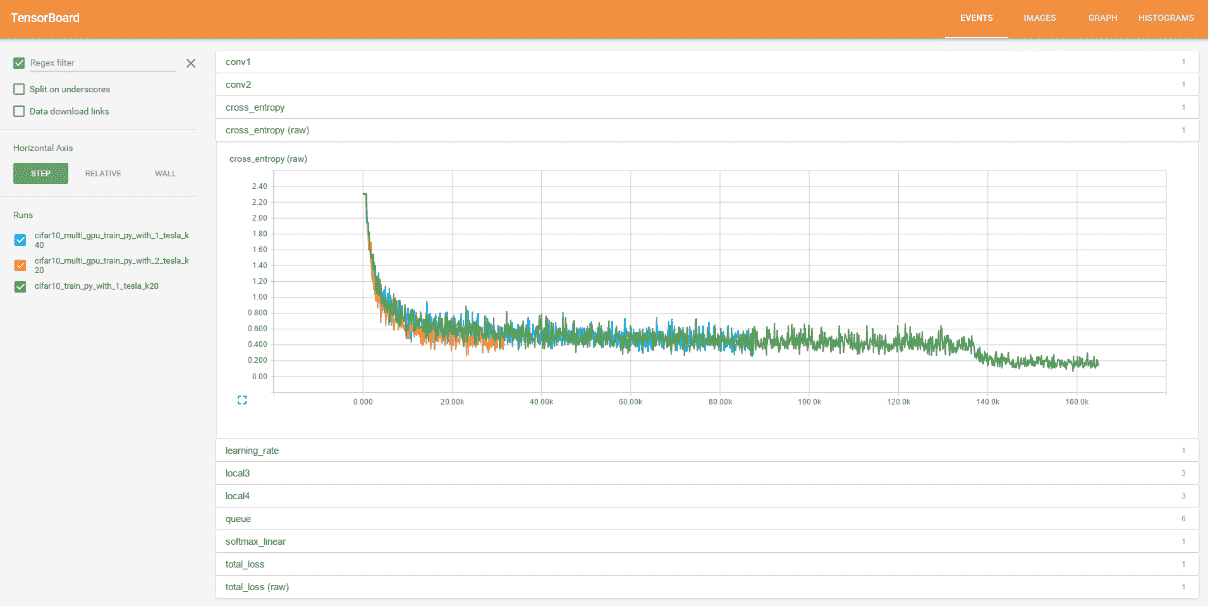 TensorBoard
EVENTS IMAGES GRAPH HISTOGRAMS
Regex filter
Split on underscores
Data download links
Horizontal Axis
STEP RELATIVE WALL
Runs
cifar10_multi_gpu_train_py_with_1_tesla_k
40
cifar10_multi_gpu_train_py_with_2_tesla_k
20
cifar10_train_py_with_1_tesla_k20
conv1 1
conv2 1
cross_entropy 1
cross_entropy (raw) 1
cross_entropy (raw)
2.40
2.20
2.00
1.80
1.60
1.40
1.20
1.00
0.800
0.600
0.400
0.200
0.00
0.000 20.00k 40.00k 60.00k 80.00k 100.0k 120.0k 140.0k 160.0k
learning_rate 1
local3 3
local4 3
queue 6
softmax_linear 1
total_loss 1
total_loss (raw) 1